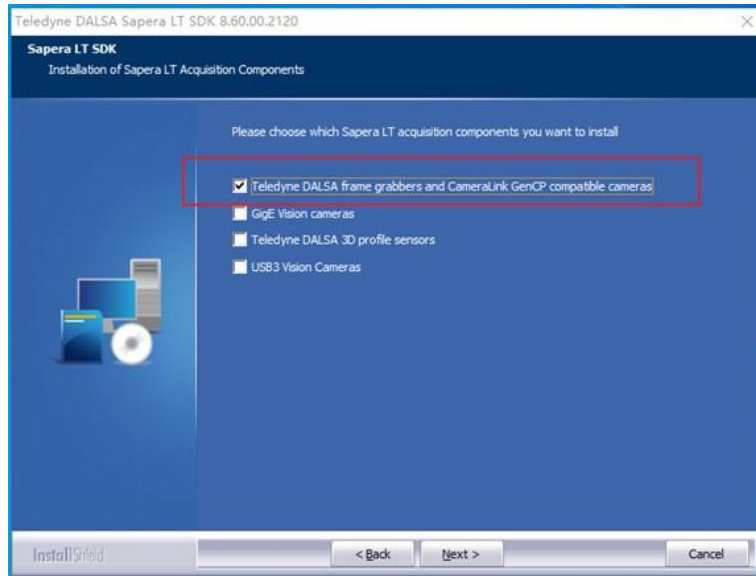 Teledyne DALSA Sapera LT SDK 8.60.00.2120
Sapera LT SDK
Installation of Sapera LT Acquisition Components
Please choose which Sapera LT acquisition components you want to install
Teledyne DALSA frame grabbers and CameraLink GenCP compatible cameras
GigE Vision cameras
Teledyne DALSA 3D profile sensors
USB3 Vision Cameras
InstallShield
< Back
Next >
Cancel